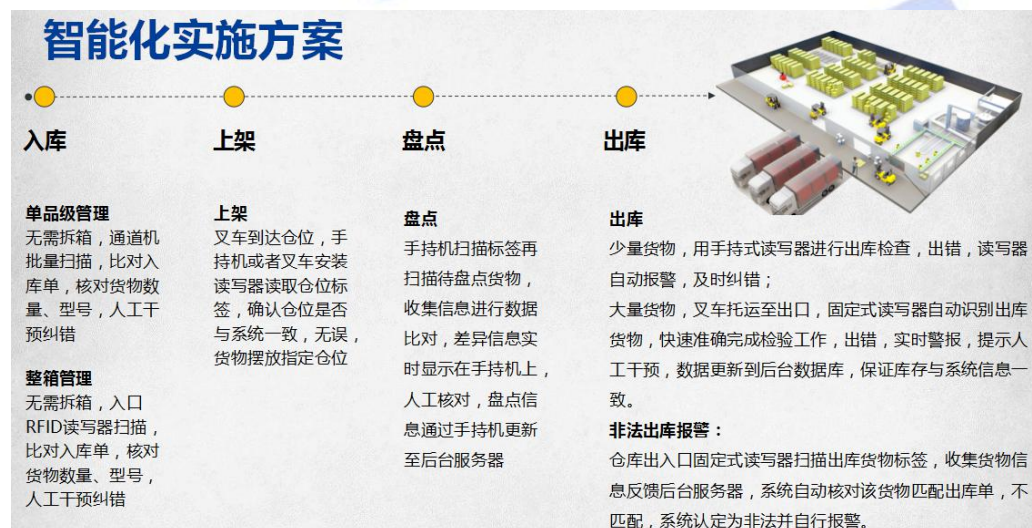 智能化实施方案
入库
上架
盘点
出库
单品级管理
无需拆箱，通道机
批量扫描，比对入
库单，核对货物数
量、型号，人工干
预纠错
整箱管理
无需拆箱，入口
RFID读写器扫描，
比对入库单，核对
货物数量、型号，
人工干预纠错
上架
叉车到达仓位，手
持机或者叉车安装
读写器读取仓位标
签，确认仓位是否
与系统一致，无误，
货物摆放指定仓位
盘点
手持机扫描标签再
扫描待盘点货物，
收集信息进行数据
比对，差异信息实
时显示在手持机上，
人工核对，盘点信
息通过手持机更新
至后台服务器
出库
少量货物，用手持式读写器进行出库检查，出错，读写器
自动报警，及时纠错；
大量货物，叉车托运至出口，固定式读写器自动识别出库
货物，快速准确完成检验工作，出错，实时警报，提示人
工干预，数据更新到后台数据库，保证库存与系统信息一
致。
非法出库报警：
仓库出入口固定式读写器扫描出库货物标签，收集货物信
息反馈后台服务器，系统自动核对该货物匹配出库单，不
匹配，系统认定为非法并自行报警。